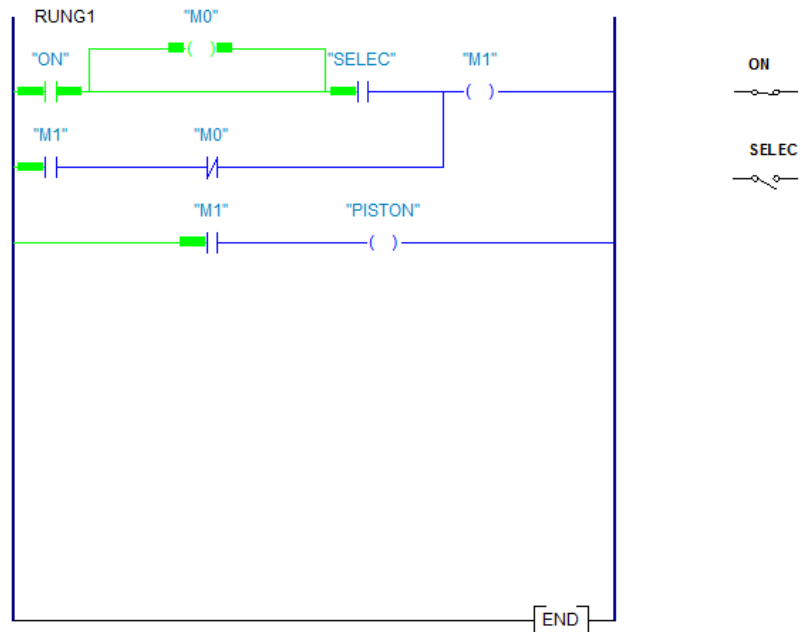 RUNG1
"M0"
"ON"
"SELEC"
"M1"
"M1"
"M0"
"M1"
"PISTON"
END
ON
SELEC